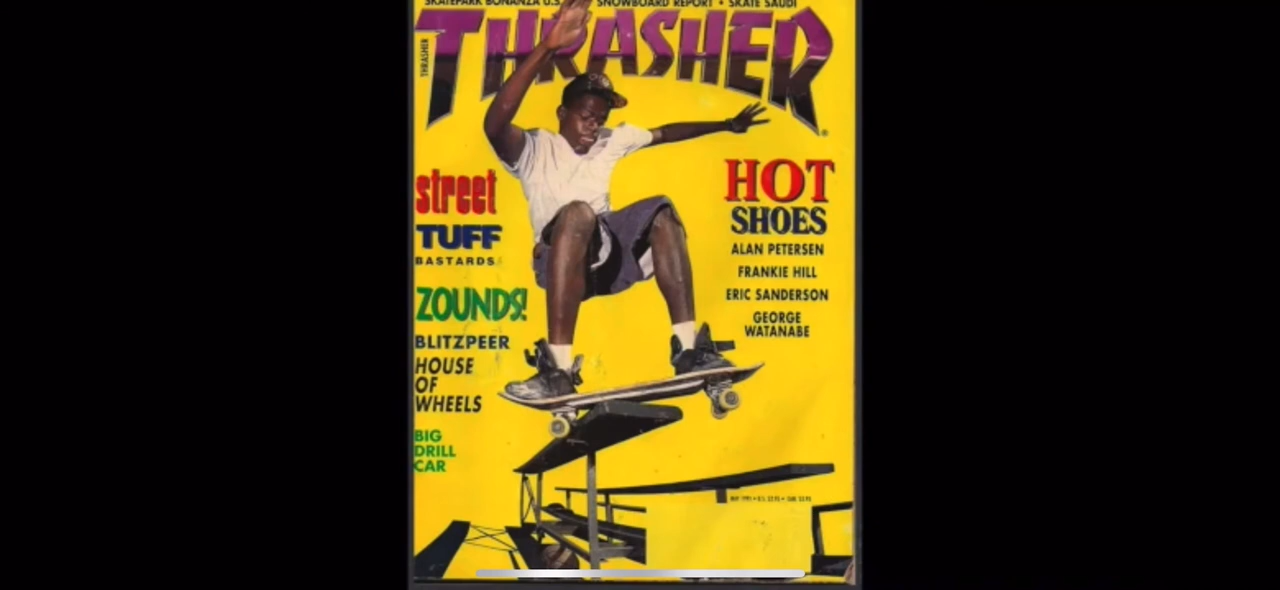 SKATEPARK BONANZA U.S. SNOWBOARD REPORT • SKATE SAUDI
THRASHER
THRASHER
street
TUFF
BASTARDS
ZOUNDS!
BLITZPEER
HOUSE
OF
WHEELS
BIG
DRILL
CAR
HOT
SHOES
ALAN PETERSEN
FRANKIE HILL
ERIC SANDERSON
GEORGE
WATANABE